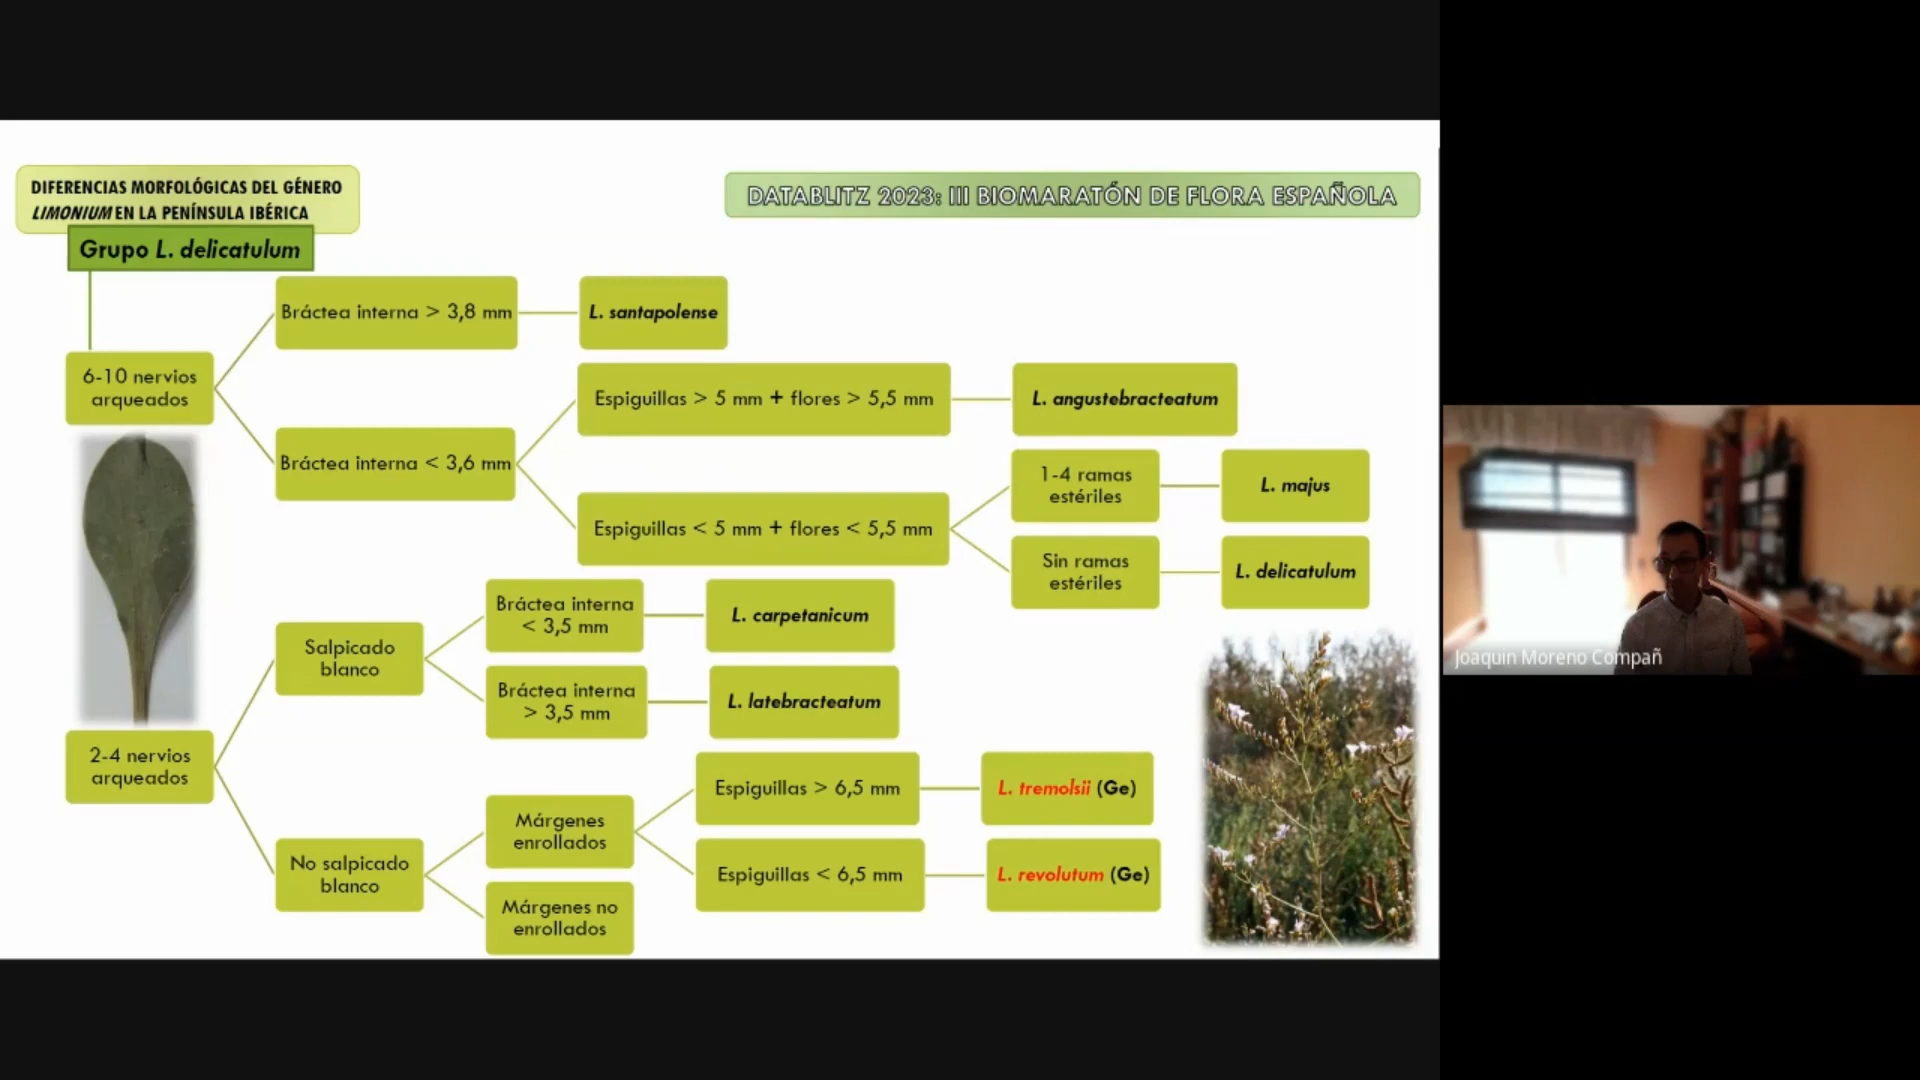 DIFERENCIAS MORFOLÓGICAS DEL GÉNERO
LIMONIUM EN LA PENÍNSULA IBÉRICA
DATABLITZ 2023: III BIOMARATÓN DE FLORA ESPAÑOLA
Grupo L. delicatulum
6-10 nervios
arqueados
Bráctea interna > 3,8 mm
L. santapolense
Bráctea interna < 3,6 mm
Espiguillas > 5 mm + flores > 5,5 mm
L. angustebracteatum
Espiguillas < 5 mm + flores < 5,5 mm
1-4 ramas
estériles
L. majus
Sin ramas
estériles
L. delicatulum
2-4 nervios
arqueados
Salpicado
blanco
Bráctea interna
< 3,5 mm
L. carpetanicum
Bráctea interna
> 3,5 mm
L. latebracteatum
No salpicado
blanco
Márgenes
enrollados
Espiguillas > 6,5 mm
L. tremolsii (Ge)
Espiguillas < 6,5 mm
L. revolutum (Ge)
Márgenes no
enrollados
Joaquin Moreno Compañ